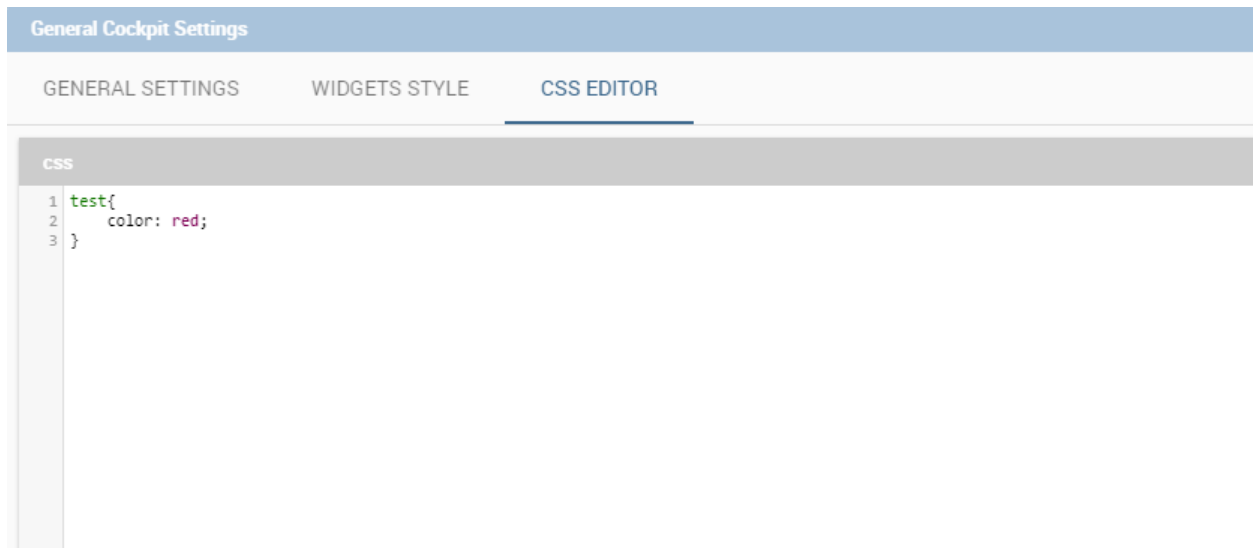 General Cockpit Settings
GENERAL SETTINGS WIDGETS STYLE CSS EDITOR
css
1 test{
2     color: red;
3 }